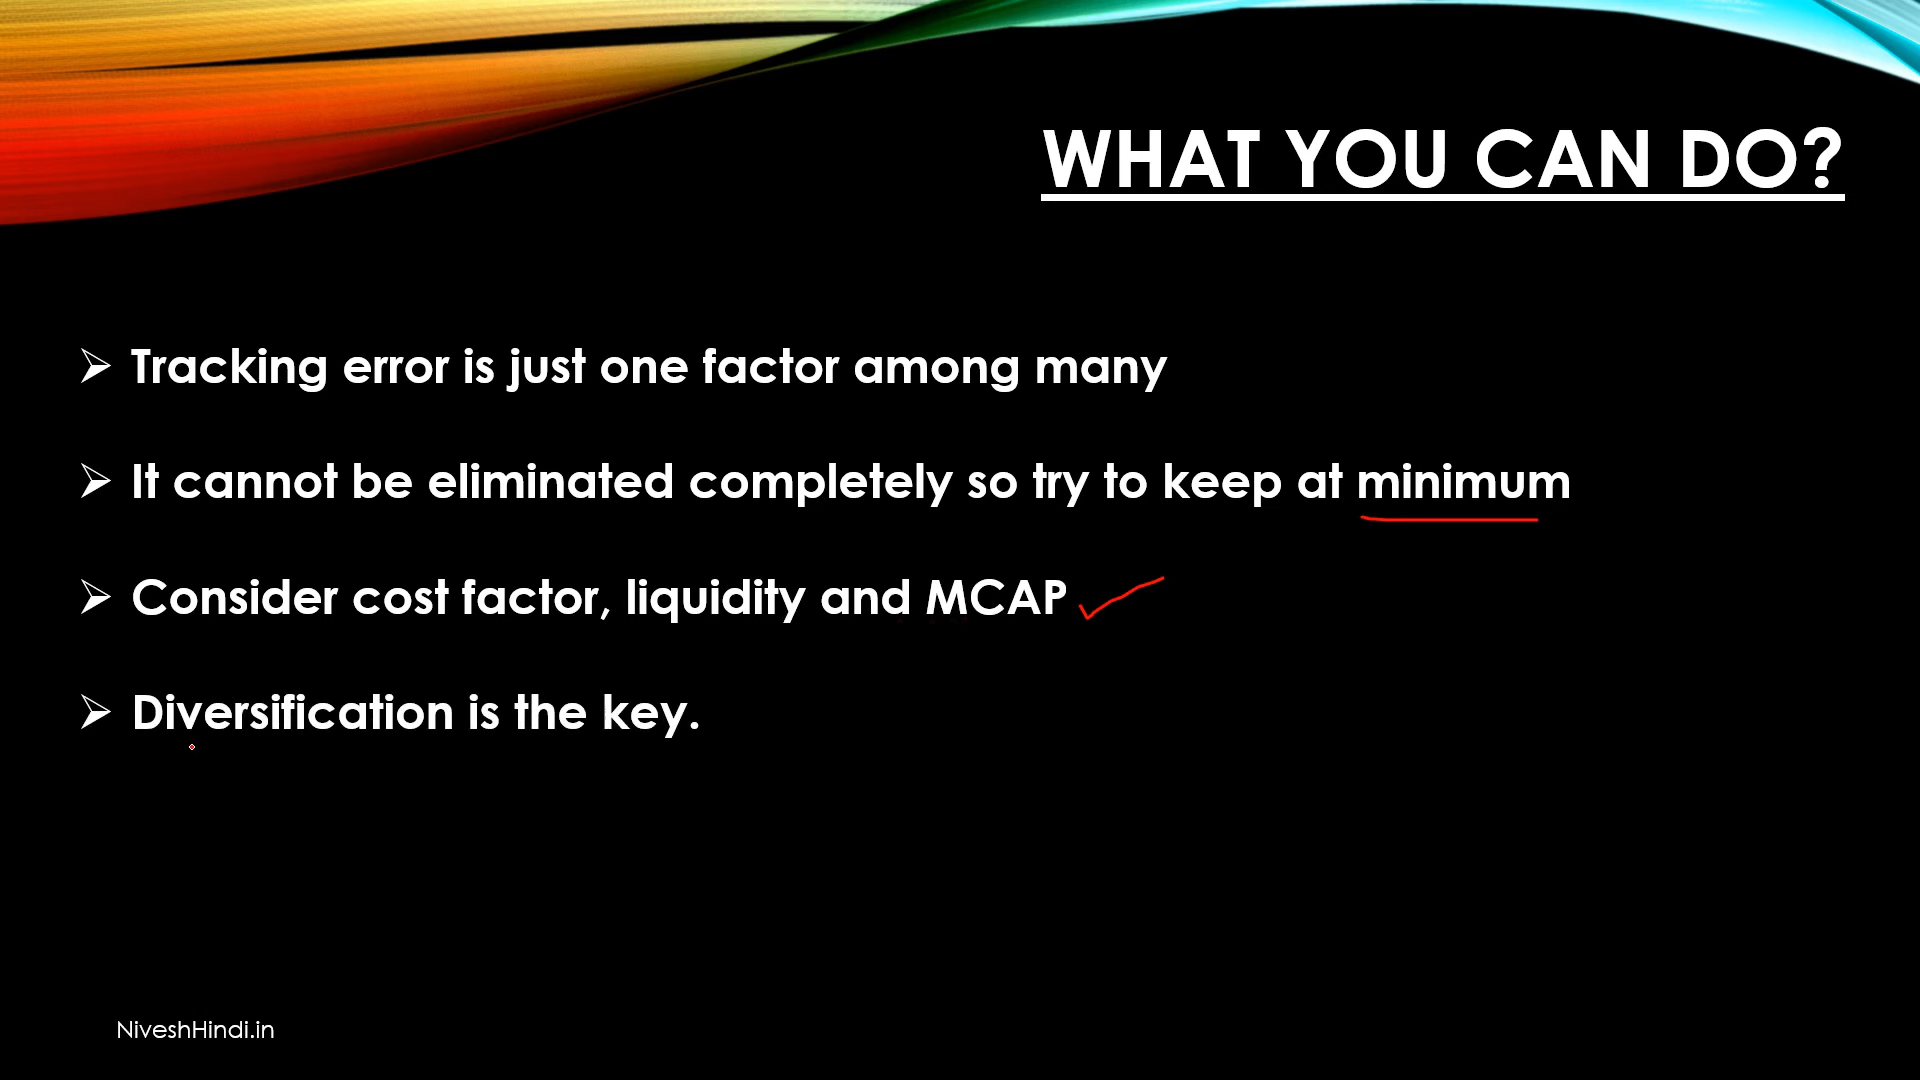 WHAT YOU CAN DO?
Tracking error is just one factor among many
It cannot be eliminated completely so try to keep at minimum
Consider cost factor, liquidity and MCAP
Diversification is the key.
NiveshHindi.in